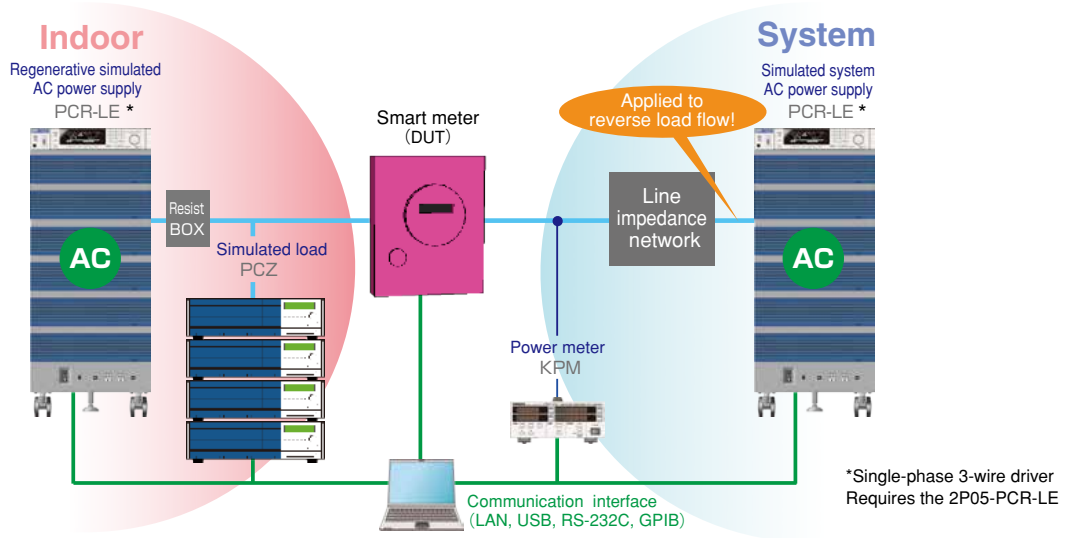 Indoor
Regenerative simulated
AC power supply
PCR-LE *
AC
Resist
BOX
Simulated load
PCZ
Smart meter
(DUT)
Applied to
reverse load flow!
System
Simulated system
AC power supply
PCR-LE *
Line
impedance
network
AC
Power meter
KPM
Communication interface
(LAN, USB, RS-232C, GPIB)
*Single-phase 3-wire driver
Requires the 2P05-PCR-LE